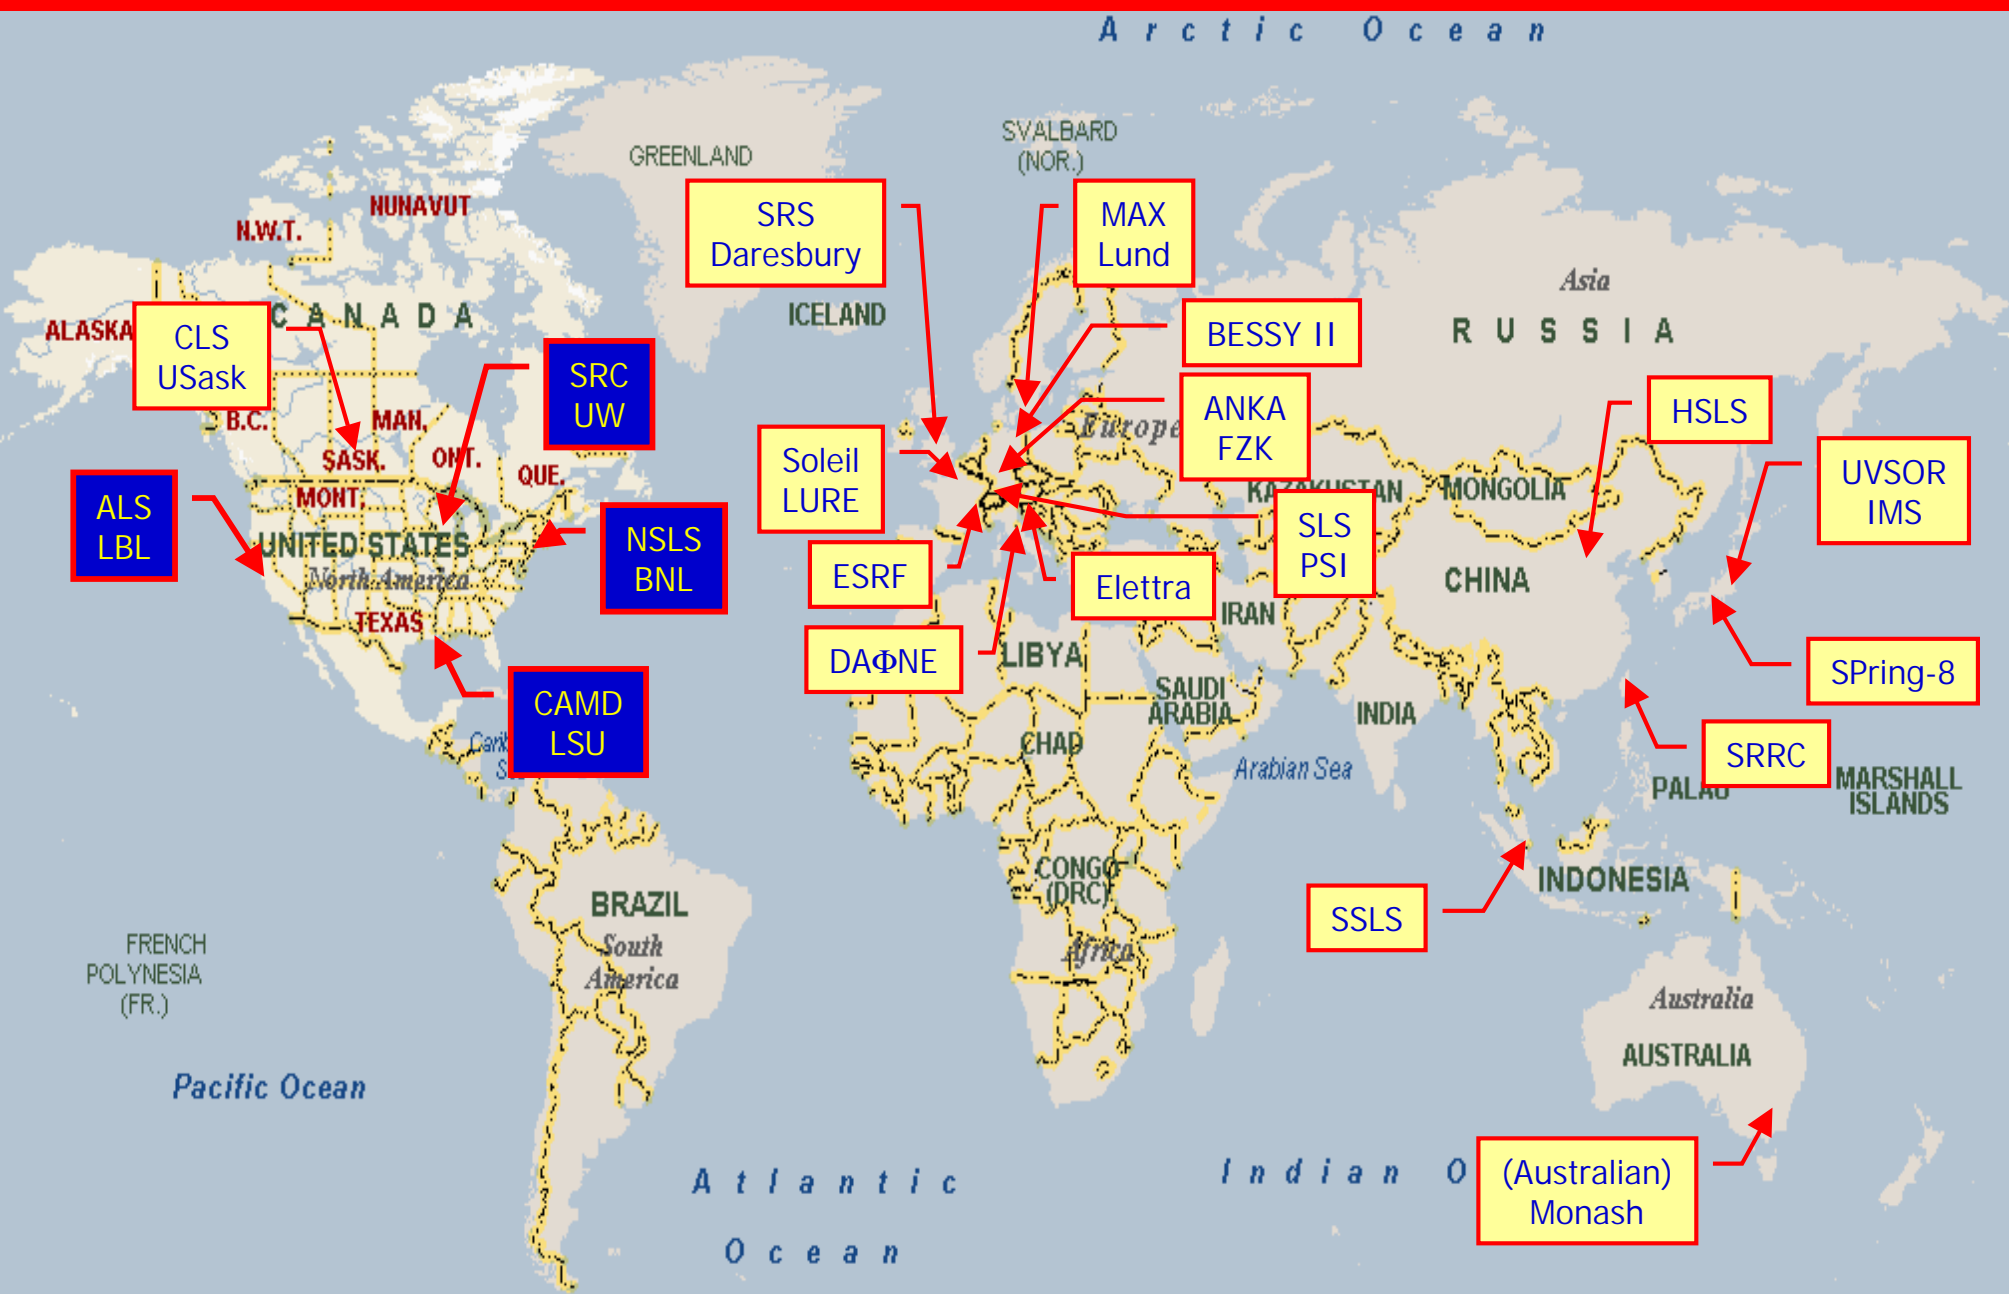 Arctic Ocean
GREENLAND
SVALBARD
(NOR.)
NUNAVUT
N.W.T.
SRS
Daresbury
MAX
Lund
Asia
ICELAND
CANADA
ALASKA
CLS
USask
BESSY II
RUSSIA
SRC
UW
B.C.
MAN.
ANKA
FZK
Europe
HSLS
SASK.
ONT.
QUE.
Soleil
LURE
UVSOR
IMS
MONT.
KAZAKHSTAN
MONGOLIA
ALS
LBL
UNITED STATES
North America
NSLS
BNL
SLS
PSI
ESRF
Elettra
CHINA
TEXAS
IRAN
DAΦNE
LIBYA
SPring-8
CAMD
LSU
SAUDI
ARABIA
INDIA
CHAD
SRRC
Arabian Sea
PALAU
MARSHALL
ISLANDS
CONGO
(DRC)
INDONESIA
BRAZIL
SSLS
South
America
Africa
FRENCH
POLYNESIA
(FR.)
Australia
AUSTRALIA
Pacific Ocean
Atlantic
Ocean
Indian O
(Australian)
Monash